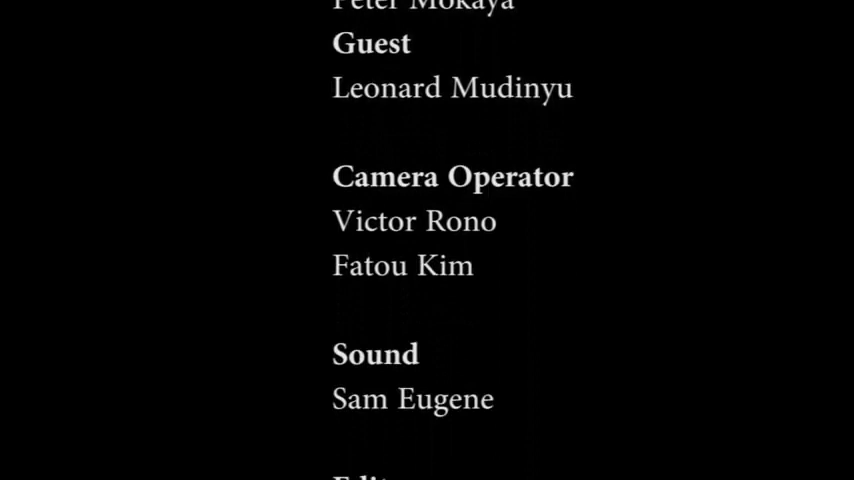 Peter Mokaya
Guest
Leonard Mudinyu
Camera Operator
Victor Rono
Fatou Kim
Sound
Sam Eugene